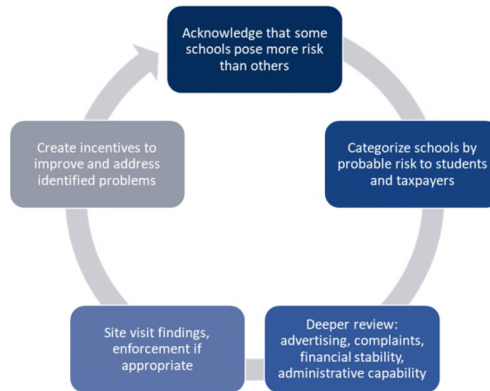 Acknowledge that some
schools pose more risk
than others
Categorize schools by
probable risk to students
and taxpayers
Deeper review:
advertising, complaints,
financial stability,
administrative capability
Site visit findings,
enforcement if
appropriate
Create incentives to
improve and address
identified problems